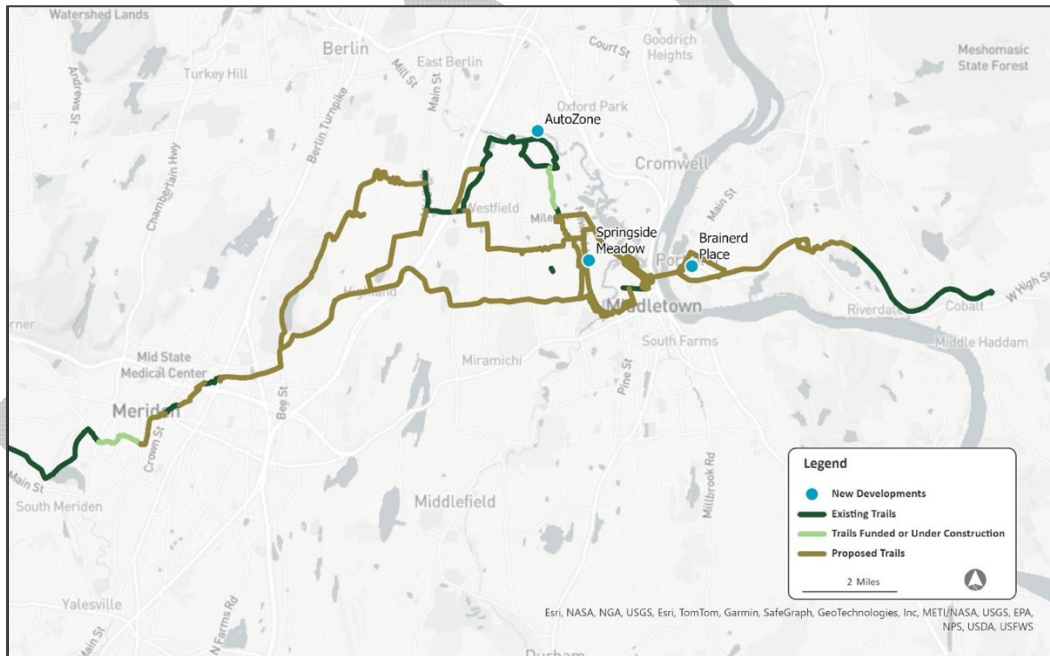 Watershed Lands
Berlin
Court St
Goodrich
Heights
Meshomasic
State Forest
Turkey Hill
Andrews St
Mill St
East Berlin
Main St
Berlin Turnpike
Oxford Park
AutoZone
Chamberlain Hwy
Cromwell
Main St
Westfield
Mile
Springside
Meadow
Brainerd
Place
Port
Highland
Middletown
Riverdale
Cobalt
W High St
Middle Haddam
South Farms
Miramichi
Pine St
orner
Mid State
Medical Center
Bee St
Meriden
Crown St
Main St
South Meriden
Middlefield
Millbrook Rd
Yalesville
Main St
N Farms Rd
Durham
Legend
New Developments
Existing Trails
Trails Funded or Under Construction
Proposed Trails
2 Miles
Esri, NASA, NGA, USGS, Esri, TomTom, Garmin, SafeGraph, GeoTechnologies, Inc, METI/NASA, USGS, EPA,
NPS, USDA, USFWS